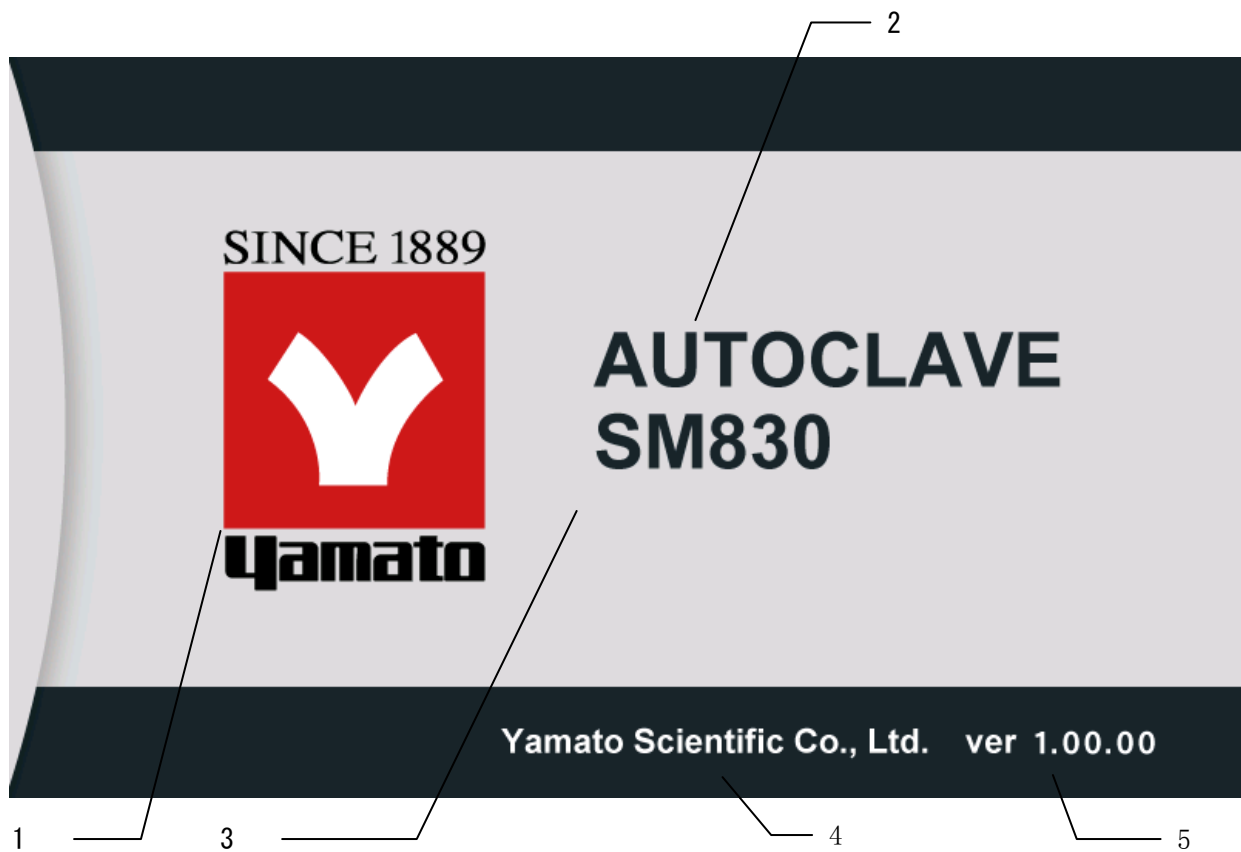 2
SINCE 1889
AUTOCLAVE
SM830
Yamato
Yamato Scientific Co., Ltd. ver 1.00.00
1 3 4 5